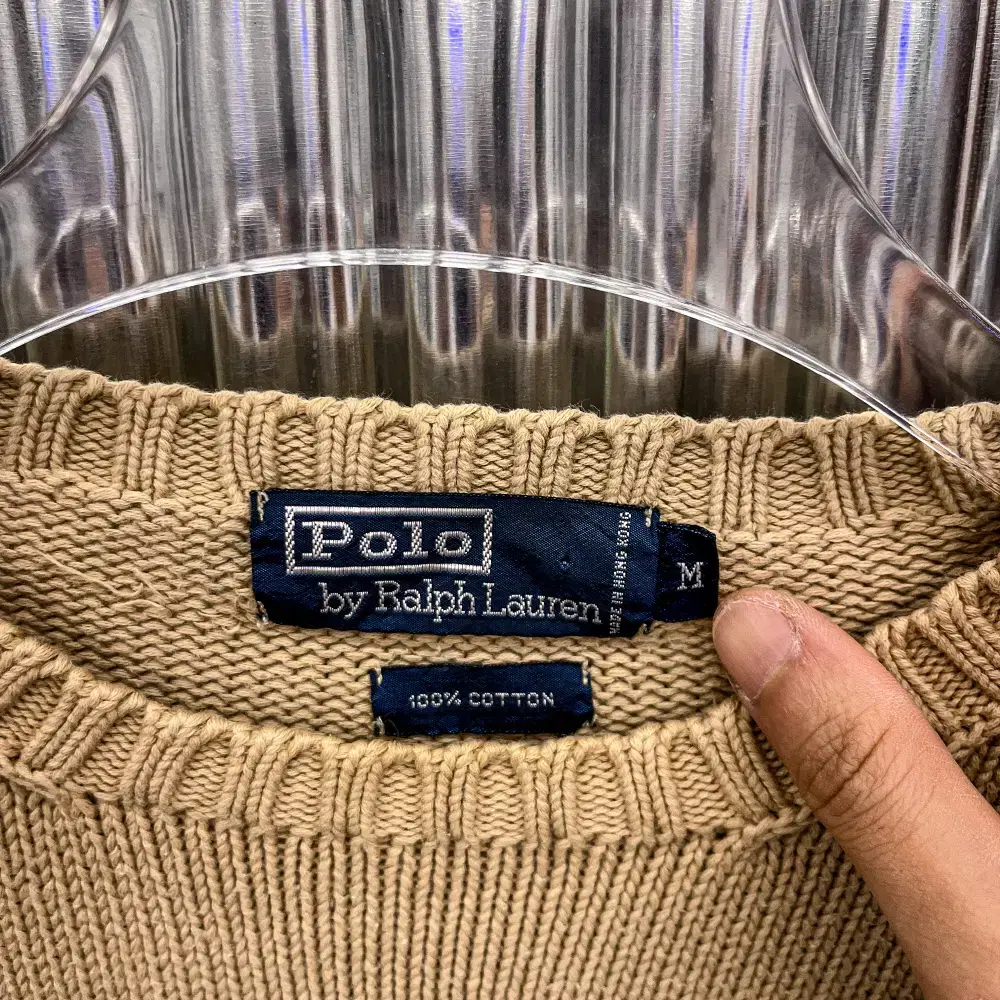 Polo
by Ralph Lauren
MADE IN HONG KONG
M
100% COTTON